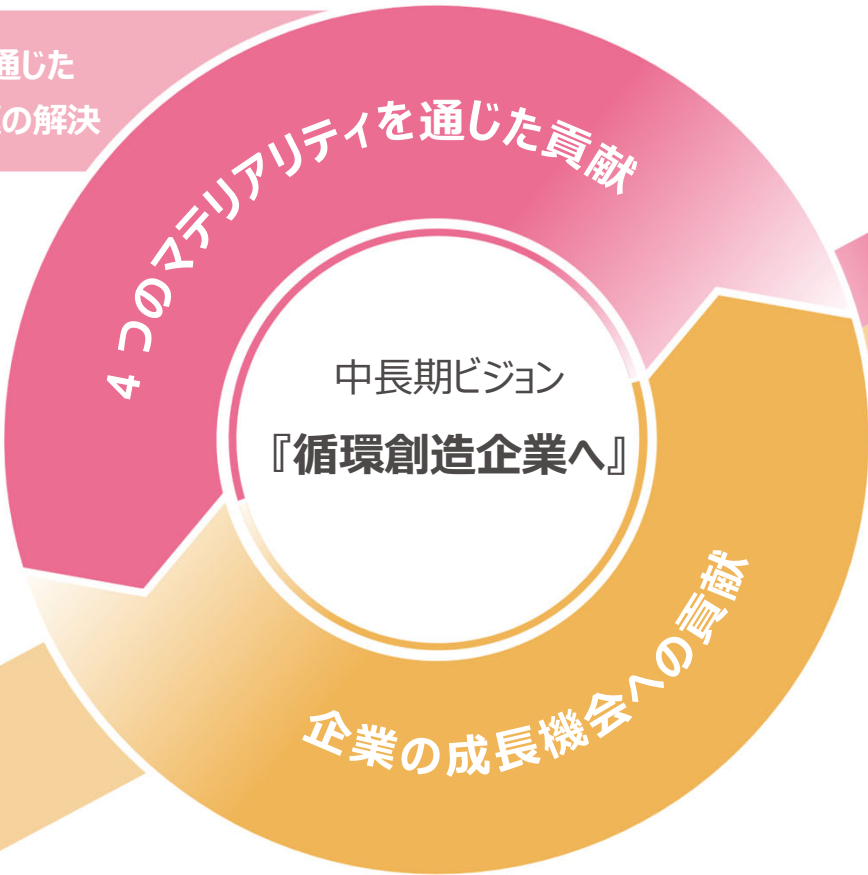 通じた
の解決
4つのマテリアリティを通じた貢献
中長期ビジョン
『循環創造企業へ』
企業の成長機会への貢献